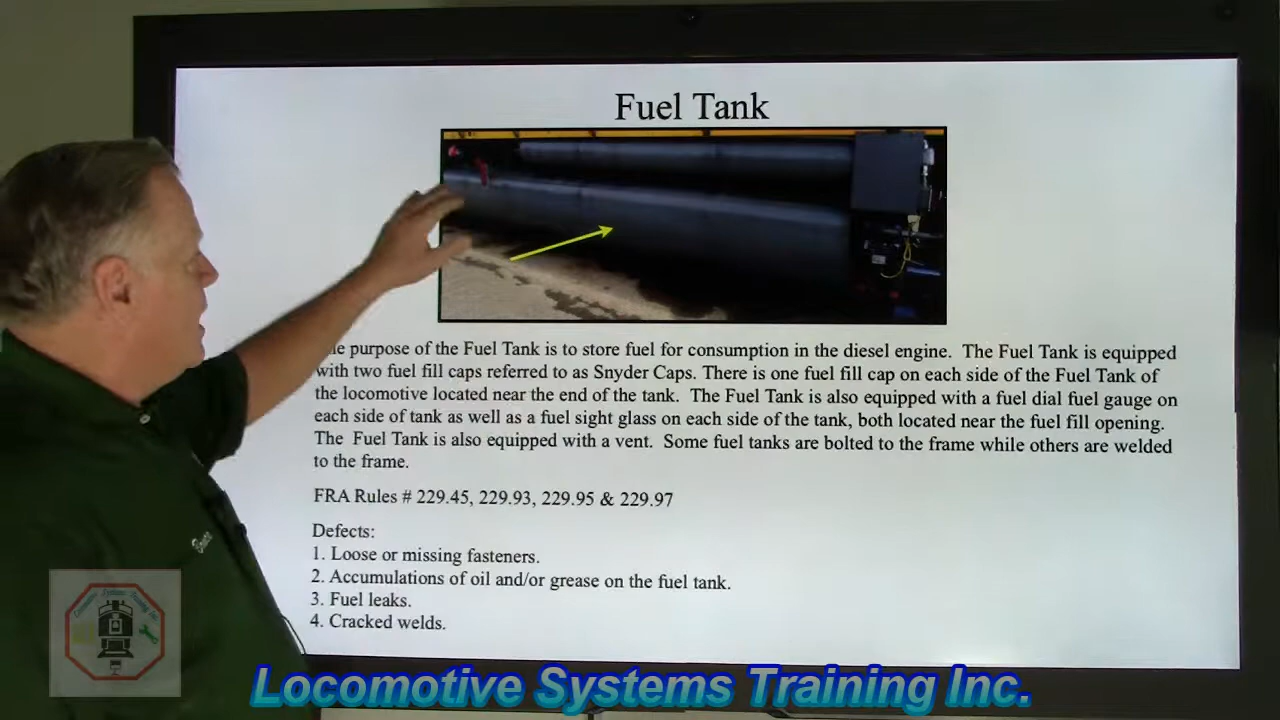 Fuel Tank
purpose of the Fuel Tank is to store fuel for consumption in the diesel engine. The Fuel Tank is equipped
with two fuel fill caps referred to as Snyder Caps. There is one fuel fill cap on each side of the Fuel Tank of
the locomotive located near the end of the tank. The Fuel Tank is also equipped with a fuel dial fuel gauge on
each side of tank as well as a fuel sight glass on each side of the tank, both located near the fuel fill opening.
The Fuel Tank is also equipped with a vent. Some fuel tanks are bolted to the frame while others are welded
to the frame.
FRA Rules # 229.45, 229.93, 229.95 & 229.97
Defects:
1. Loose or missing fasteners.
2. Accumulations of oil and/or grease on the fuel tank.
3. Fuel leaks.
4. Cracked welds.
Locomotive Systems Training Inc.
Locomotive Systems Training Inc.